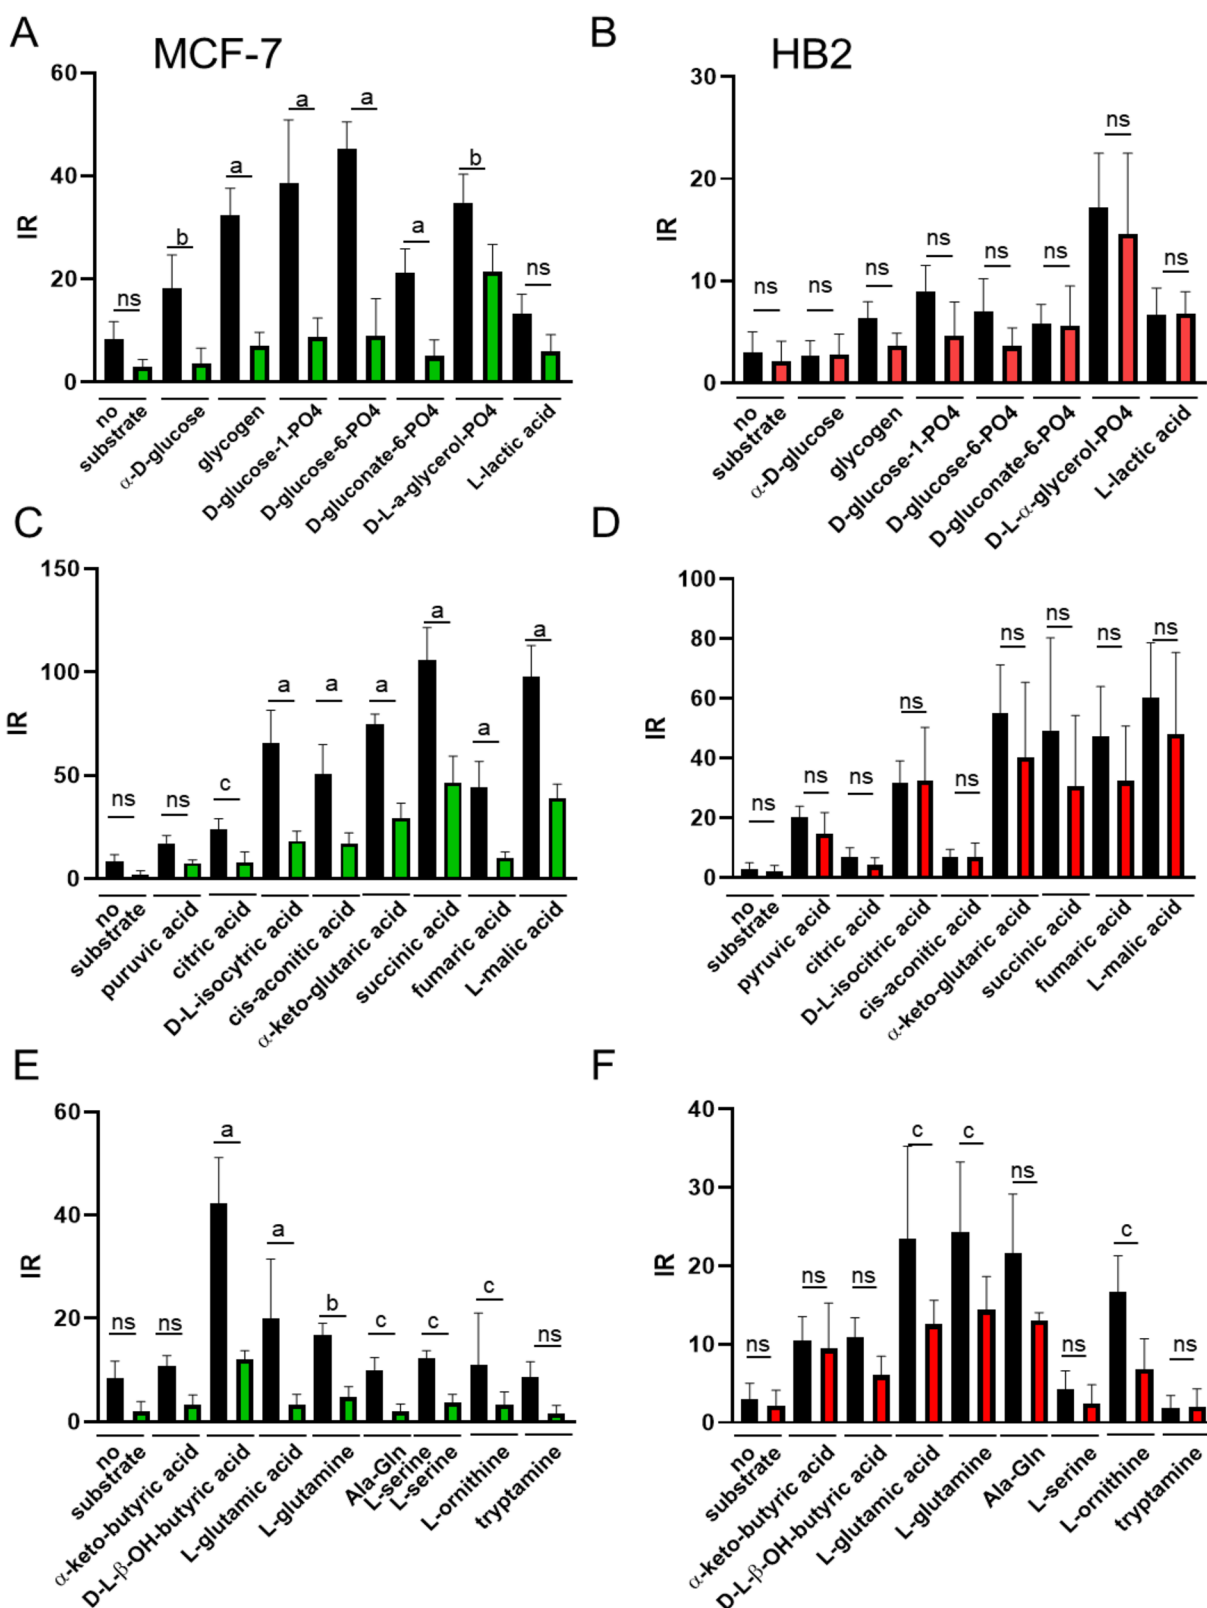 A
MCF-7
60
40
20
0
IR
ns
b
a
a
a
a
b
ns
no
substrate
α-D-glucose
glycogen
D-glucose-1-PO4
D-glucose-6-PO4
D-gluconate-6-PO4
D-L-a-glycerol-PO4
L-lactic acid
B
HB2
30
20
10
0
IR
ns
ns
ns
ns
ns
ns
ns
ns
no
substrate
α-D-glucose
glycogen
D-glucose-1-PO4
D-glucose-6-PO4
D-gluconate-6-PO4
D-L-α-glycerol-PO4
L-lactic acid
C
150
100
50
0
IR
ns
ns
c
a
a
a
a
a
a
no
substrate
puruvic acid
citric acid
D-L-isocytric acid
cis-aconitic acid
α-keto-glutaric acid
succinic acid
fumaric acid
L-malic acid
D
100
80
60
40
20
0
IR
ns
ns
ns
ns
ns
ns
ns
ns
ns
no
substrate
pyruvic acid
citric acid
D-L-isocitric acid
cis-aconitic acid
α-keto-glutaric acid
succinic acid
fumaric acid
L-malic acid
E
60
40
20
0
IR
ns
ns
a
a
b
c
c
c
ns
no
substrate
α-keto-butyric acid
D-L-β-OH-butyric acid
L-glutamic acid
L-glutamine
Ala-Gln
L-serine
L-serine
L-ornithine
tryptamine
F
40
30
20
10
0
IR
ns
ns
ns
c
c
ns
ns
c
ns
no
substrate
α-keto-butyric acid
D-L-β-OH-butyric acid
L-glutamic acid
L-glutamine
Ala-Gln
L-serine
L-ornithine
tryptamine